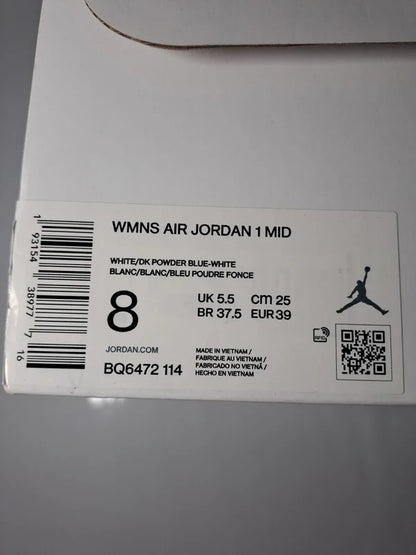 WMNS AIR JORDAN 1 MID
WHITE/DK POWDER BLUE-WHITE
BLANC/BLANC/BLEU POUDRE FONCE
8
UK 5.5 CM 25
BR 37.5 EUR 39
JORDAN.COM
BQ6472 114
MADE IN VIETNAM /
FABRIQUE AU VIETNAM /
FABRICADO NO VIETNÃ /
HECHO EN VIETNAM
RFID
1 93154 38977 7
16